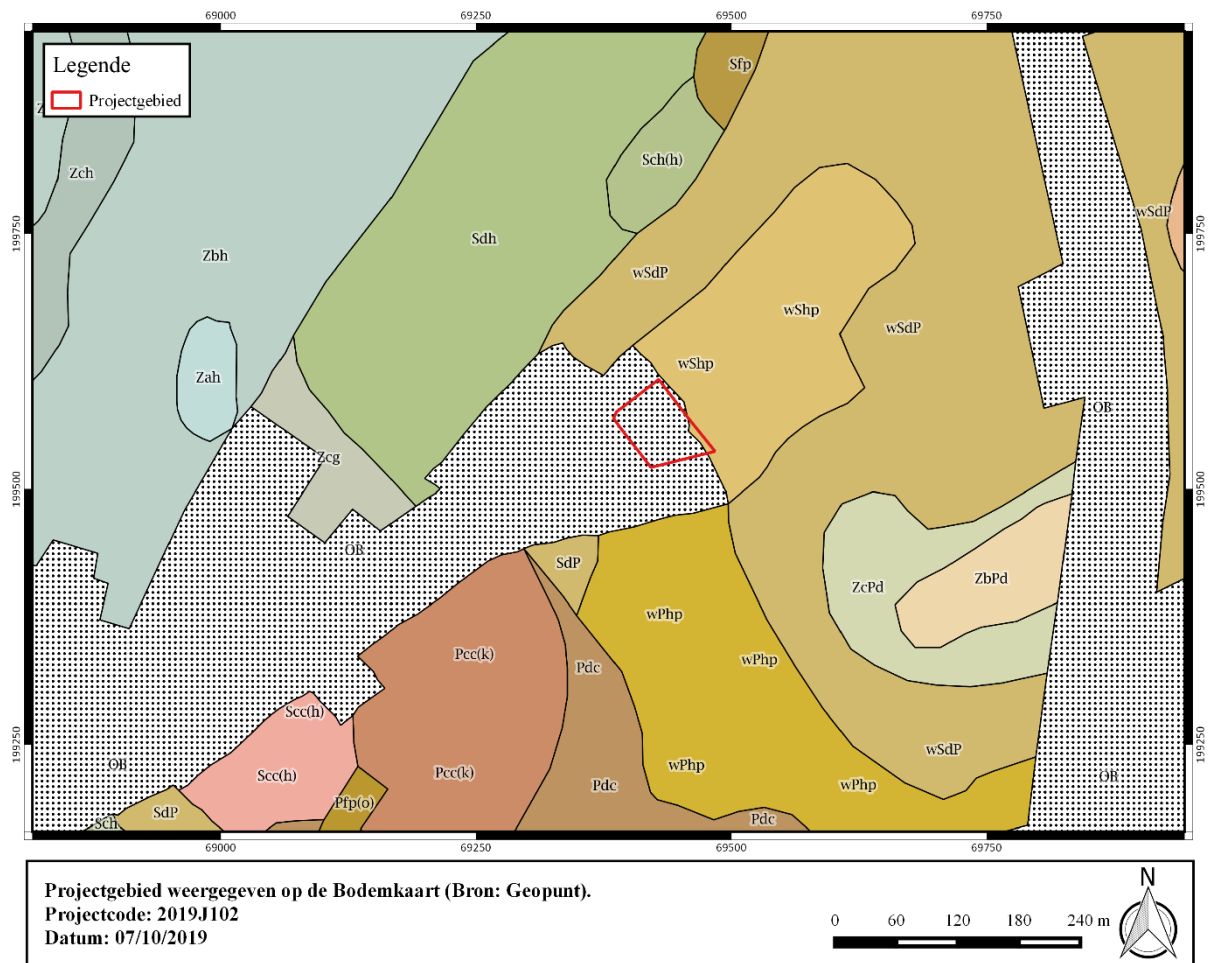 69000 69250 69500 69750
Legende
Projectgebied
Sfp
Z
Zch
Sch(h)
wSdP
199750
199750
Sdh
Zbh
wSdP
wShp
wSdP
wShp
Zah
OB
Zcg
199500
199500
OB
SdP
ZcPd
ZbPd
wPhp
wPhp
Pcc(k)
Pdc
Scc(h)
199250
199250
wSdP
OB
wPhp
Pcc(k)
Scc(h)
OB
Pdc
wPhp
Pfp(o)
SdP
Sch
Pdc
69000 69250 69500 69750
Projectgebied weergegeven op de Bodemkaart (Bron: Geopunt).
Projectcode: 2019J102
Datum: 07/10/2019
0 60 120 180 240 m
N